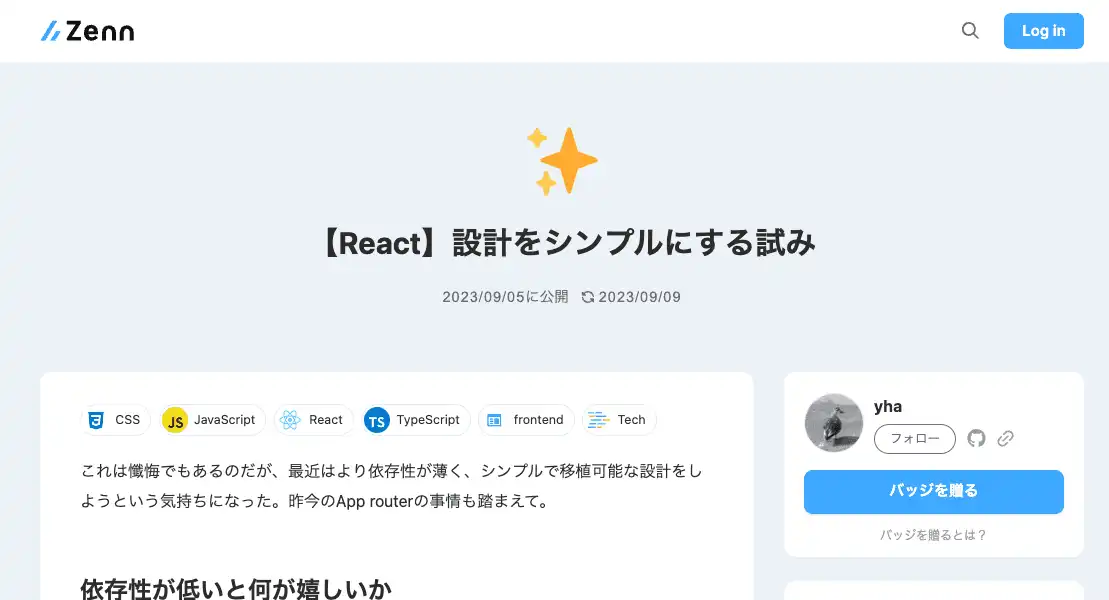 Zenn
Log in
【React】設計をシンプルにする試み
2023/09/05に公開 2023/09/09
CSS JavaScript React TypeScript frontend Tech
これは懺悔でもあるのだが、最近はより依存性が薄く、シンプルで移植可能な設計をし
ようという気持ちになった。昨今のApp routerの事情も踏まえて。
依存性が低いと何が嬉しいか
yha
フォロー
バッジを贈る
バッジを贈るとは？